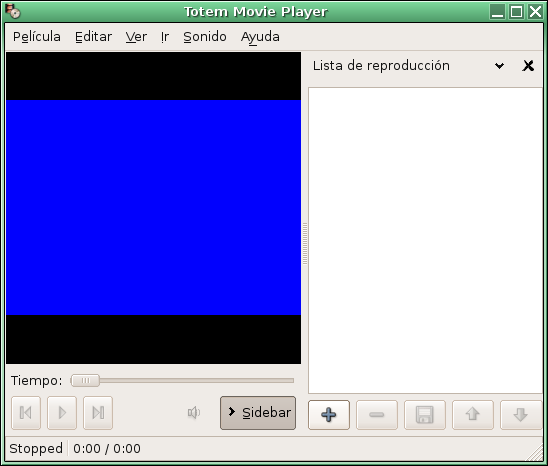 Totem Movie Player
Película Editar Ver Ir Sonido Ayuda
Lista de reproducción
Tiempo:
Sidebar
Stopped 0:00 / 0:00